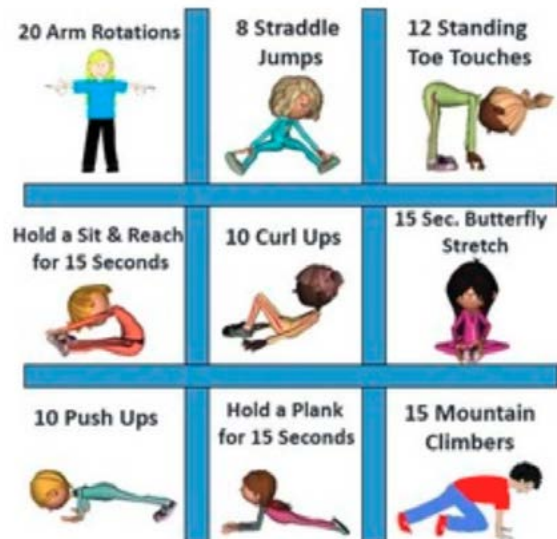 20 Arm Rotations
8 Straddle
Jumps
12 Standing
Toe Touches
Hold a Sit & Reach
for 15 Seconds
10 Curl Ups
15 Sec. Butterfly
Stretch
10 Push Ups
Hold a Plank
for 15 Seconds
15 Mountain
Climbers